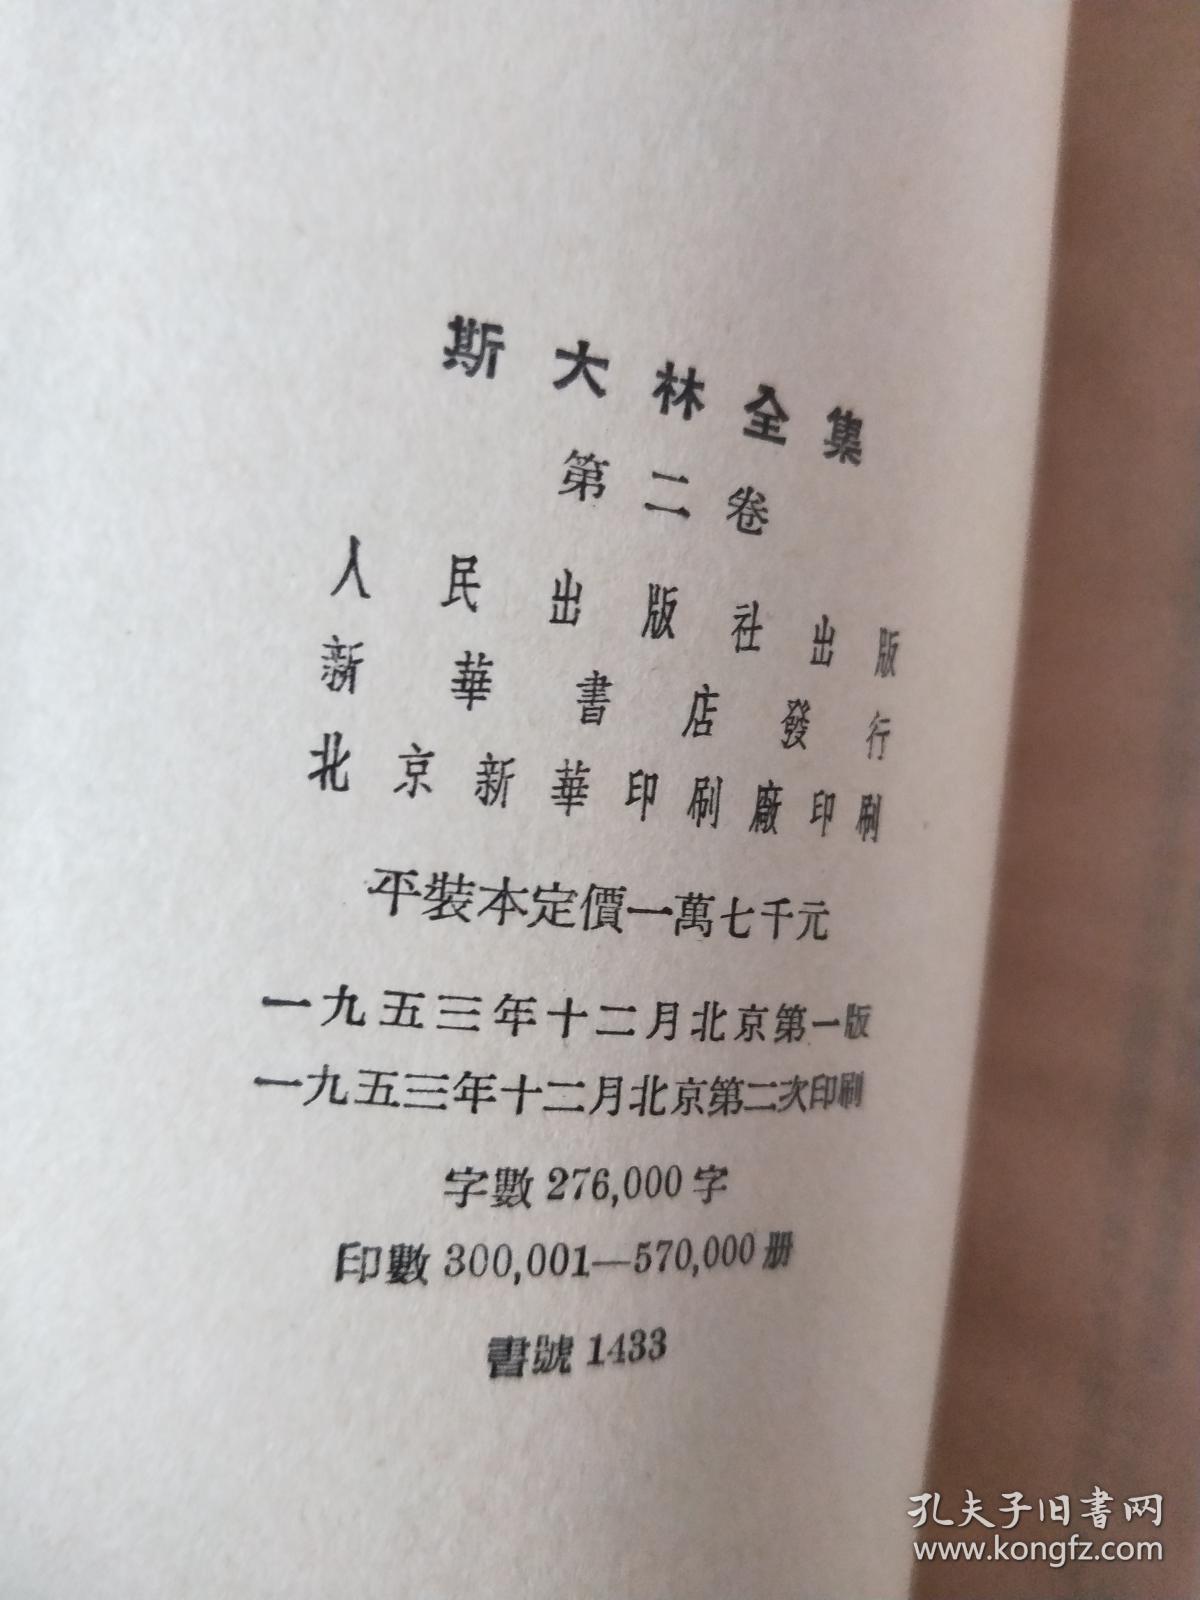 斯大林全集
第二卷
人民出版社出版
新華書店發行
北京新華印刷廠印刷
平裝本定價一萬七千元
一九五三年十二月北京第一版
一九五三年十二月北京第二次印刷
字數 276,000 字
印數 300,001—570,000 册
書號 1433
孔夫子旧書网
www.kongfz.com